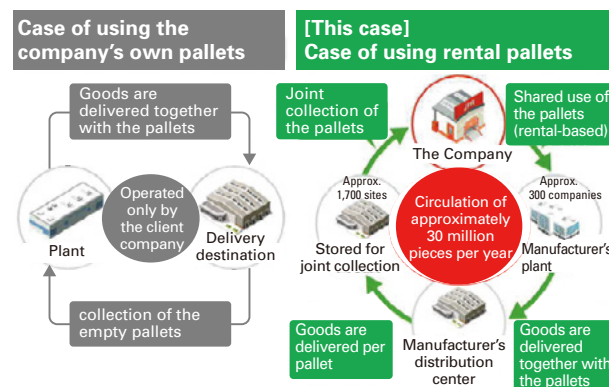 Case of using the
company's own pallets
Goods are
delivered together
with the pallets
Operated
only by
the client
company
Plant
Delivery
destination
collection of the
empty pallets
[This case]
Case of using rental pallets
Joint
collection of
the pallets
The Company
Shared use of
the pallets
(rental-based)
Approx.
1,700 sites
Circulation of
approximately
30 million
pieces per year
Approx.
300 companies
Stored for
joint collection
Manufacturer's
plant
Goods are
delivered per
pallet
Manufacturer's
distribution
center
Goods are
delivered
together with
the pallets